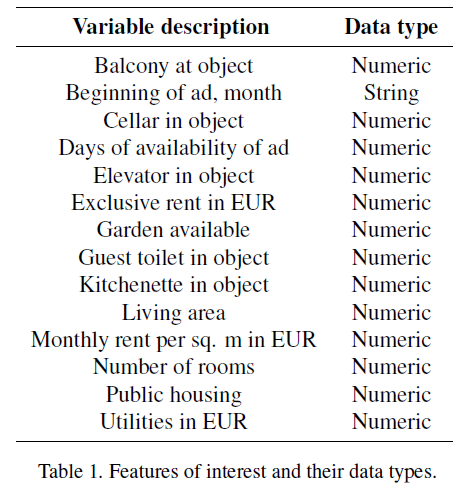 Variable description Data type
Balcony at object Numeric
Beginning of ad, month String
Cellar in object Numeric
Days of availability of ad Numeric
Elevator in object Numeric
Exclusive rent in EUR Numeric
Garden available Numeric
Guest toilet in object Numeric
Kitchenette in object Numeric
Living area Numeric
Monthly rent per sq. m in EUR Numeric
Number of rooms Numeric
Public housing Numeric
Utilities in EUR Numeric
Table 1. Features of interest and their data types.